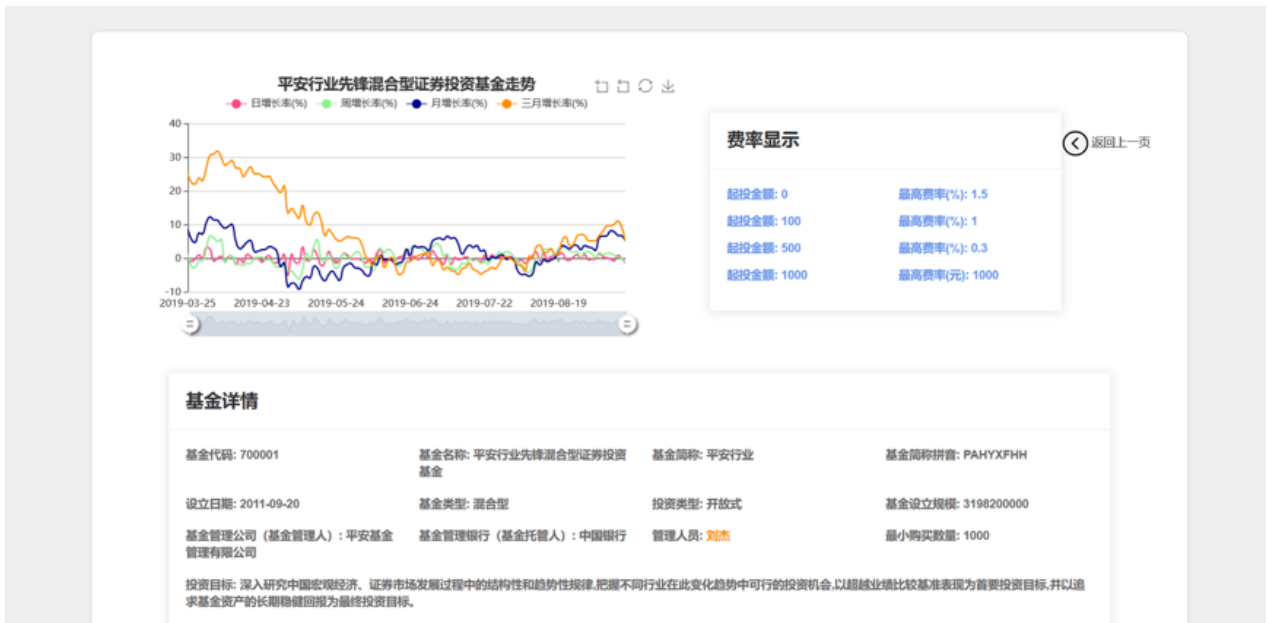 平安行业先锋混合型证券投资基金走势
日增长率(%) 周增长率(%) 月增长率(%) 三月增长率(%)
40
30
20
10
0
-10
2019-03-25 2019-04-23 2019-05-24 2019-06-24 2019-07-22 2019-08-19
费率显示
返回上一页
起投金额: 0 最高费率(%): 1.5
起投金额: 100 最高费率(%): 1
起投金额: 500 最高费率(%): 0.3
起投金额: 1000 最高费率(元): 1000
基金详情
基金代码: 700001 基金名称: 平安行业先锋混合型证券投资 基金简称: 平安行业 基金简称拼音: PAHYXFHH
基金
设立日期: 2011-09-20 基金类型: 混合型 投资类型: 开放式 基金设立规模: 3198200000
基金管理公司（基金管理人）: 平安基金 基金管理银行（基金托管人）: 中国银行 管理人员: 刘杰 最小购买数量: 1000
管理有限公司
投资目标: 深入研究中国宏观经济、证券市场发展过程中的结构性和趋势性规律,把握不同行业在此变化趋势中可行的投资机会,以超越业绩比较基准表现为首要投资目标,并以追
求基金资产的长期稳健回报为最终投资目标。